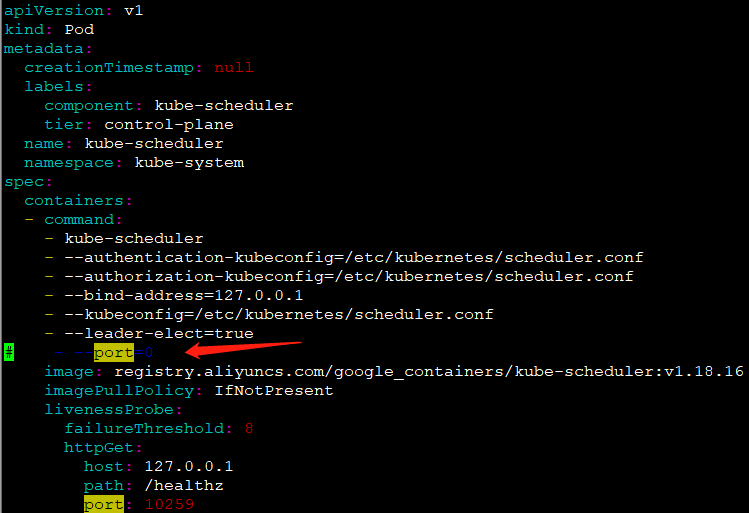 apiVersion: v1
kind: Pod
metadata:
  creationTimestamp: null
  labels:
    component: kube-scheduler
    tier: control-plane
  name: kube-scheduler
  namespace: kube-system
spec:
  containers:
  - command:
    - kube-scheduler
    - --authentication-kubeconfig=/etc/kubernetes/scheduler.conf
    - --authorization-kubeconfig=/etc/kubernetes/scheduler.conf
    - --bind-address=127.0.0.1
    - --kubeconfig=/etc/kubernetes/scheduler.conf
    - --leader-elect=true
#    - --port=0
    image: registry.aliyuncs.com/google_containers/kube-scheduler:v1.18.16
    imagePullPolicy: IfNotPresent
    livenessProbe:
      failureThreshold: 8
      httpGet:
        host: 127.0.0.1
        path: /healthz
        port: 10259